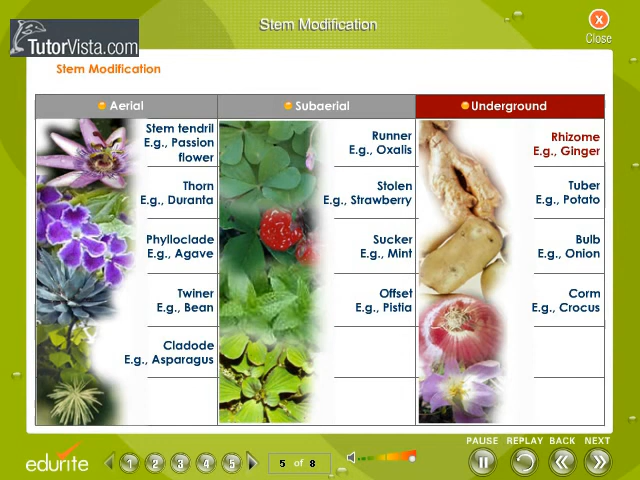 Stem Modification
X
Close
TutorVista.com
Stem Modification
Aerial
Subaerial
Underground
Stem tendril
E.g., Passion
flower
Runner
E.g., Oxalis
Rhizome
E.g., Ginger
Thorn
E.g., Duranta
Stolen
E.g., Strawberry
Tuber
E.g., Potato
Phylloclade
E.g., Agave
Sucker
E.g., Mint
Bulb
E.g., Onion
Twiner
E.g., Bean
Offset
E.g., Pistia
Corm
E.g., Crocus
Cladode
E.g., Asparagus
PAUSE REPLAY BACK NEXT
edurite
1 2 3 4 5
5 of 8